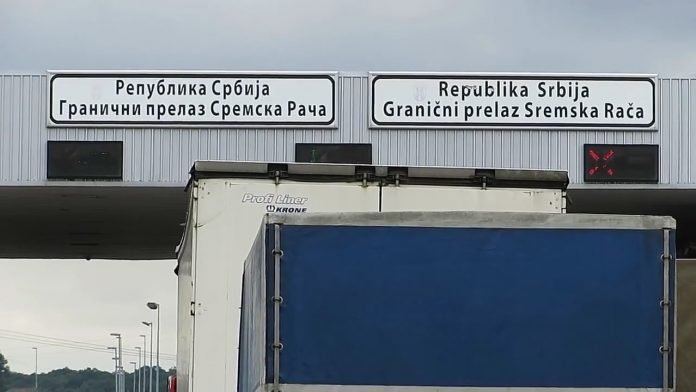 Република Србија
Гранични прелаз Сремска Рача
Republika Srbija
Granični prelaz Sremska Rača
Profi Liner
KRONE